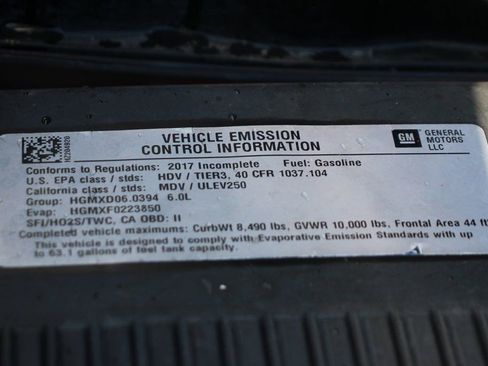 VEHICLE EMISSION
CONTROL INFORMATION
GM
GENERAL
MOTORS
LLC
Conforms to Regulations: 2017 Incomplete Fuel: Gasoline
U.S. EPA class / stds: HDV / TIER3, 40 CFR 1037.104
California class / stds: MDV / ULEV250
Group: HGMXD06.0394 6.0L
Evap: HGMXF0223850
SFI/HO2S/TWC, CA OBD: II
Completed vehicle maximums: CurbWt 8,490 lbs, GVWR 10,000 lbs, Frontal Area 44 ft
This vehicle is designed to comply with Evaporative Emission Standards with up
to 63.1 gallons of fuel tank capacity.